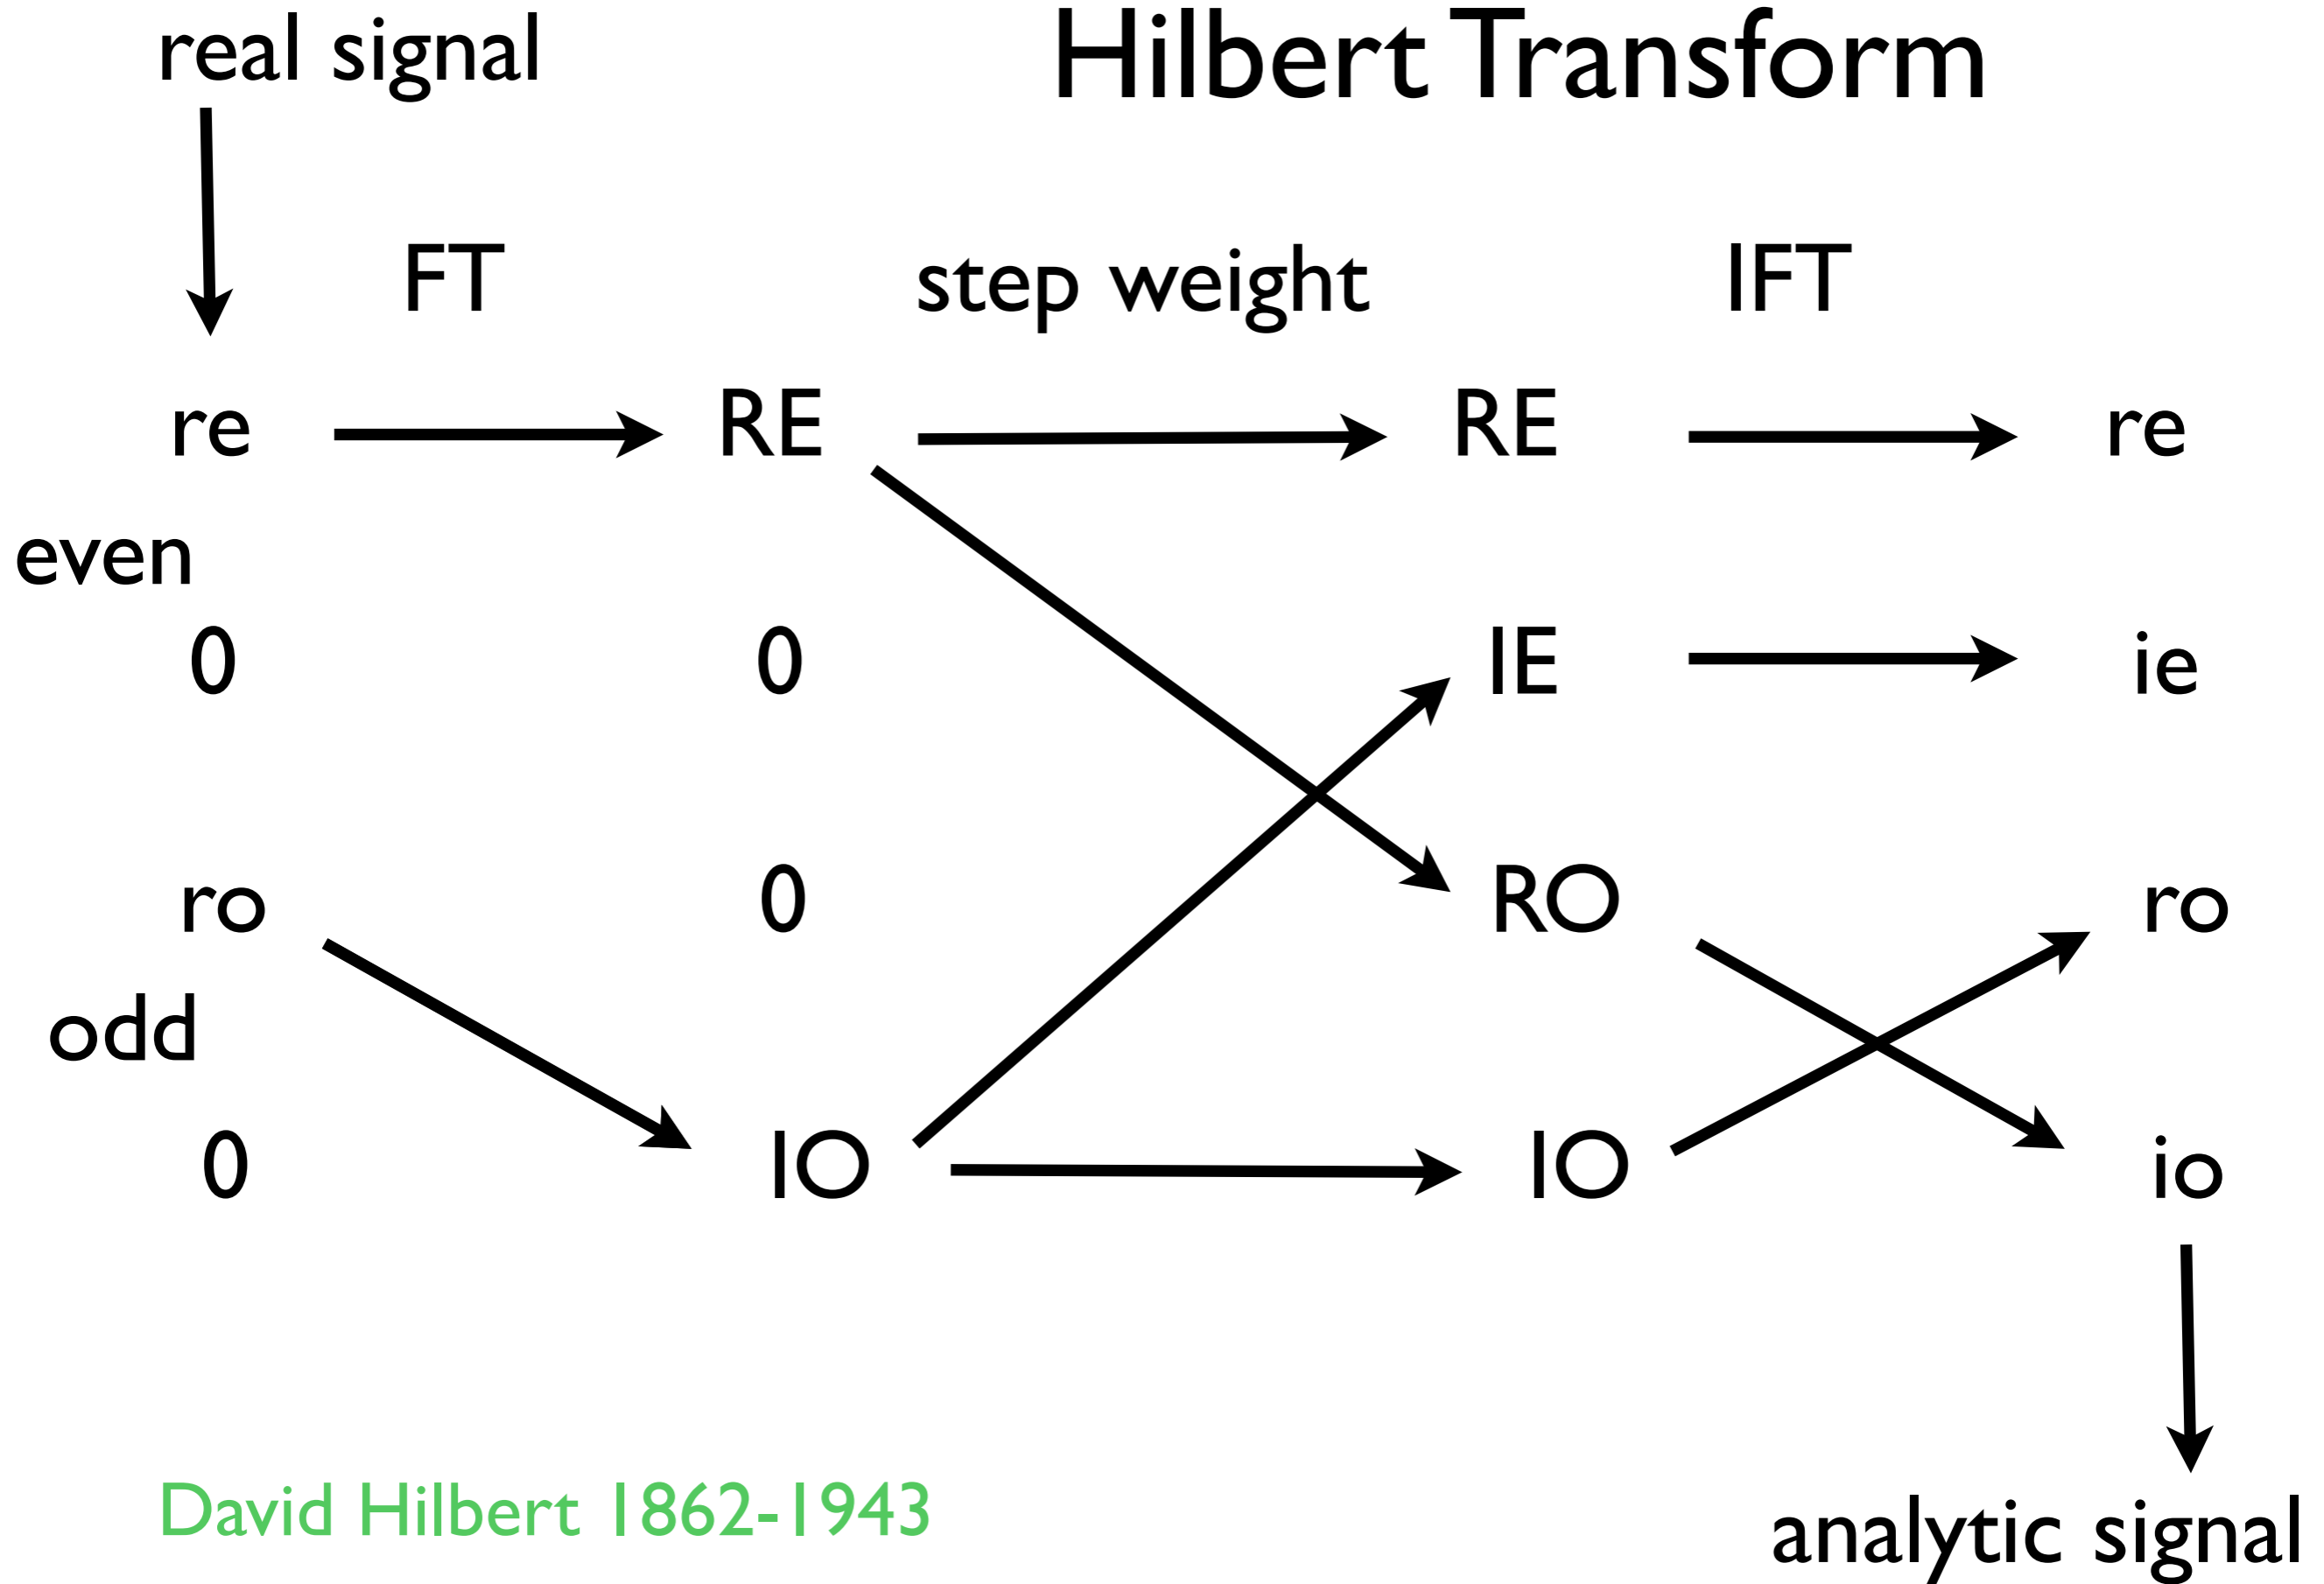 real signal
Hilbert Transform
FT
step weight
IFT
re
RE
RE
re
even
0
0
IE
ie
ro
0
RO
ro
odd
0
IO
IO
io
David Hilbert 1862-1943
analytic signal